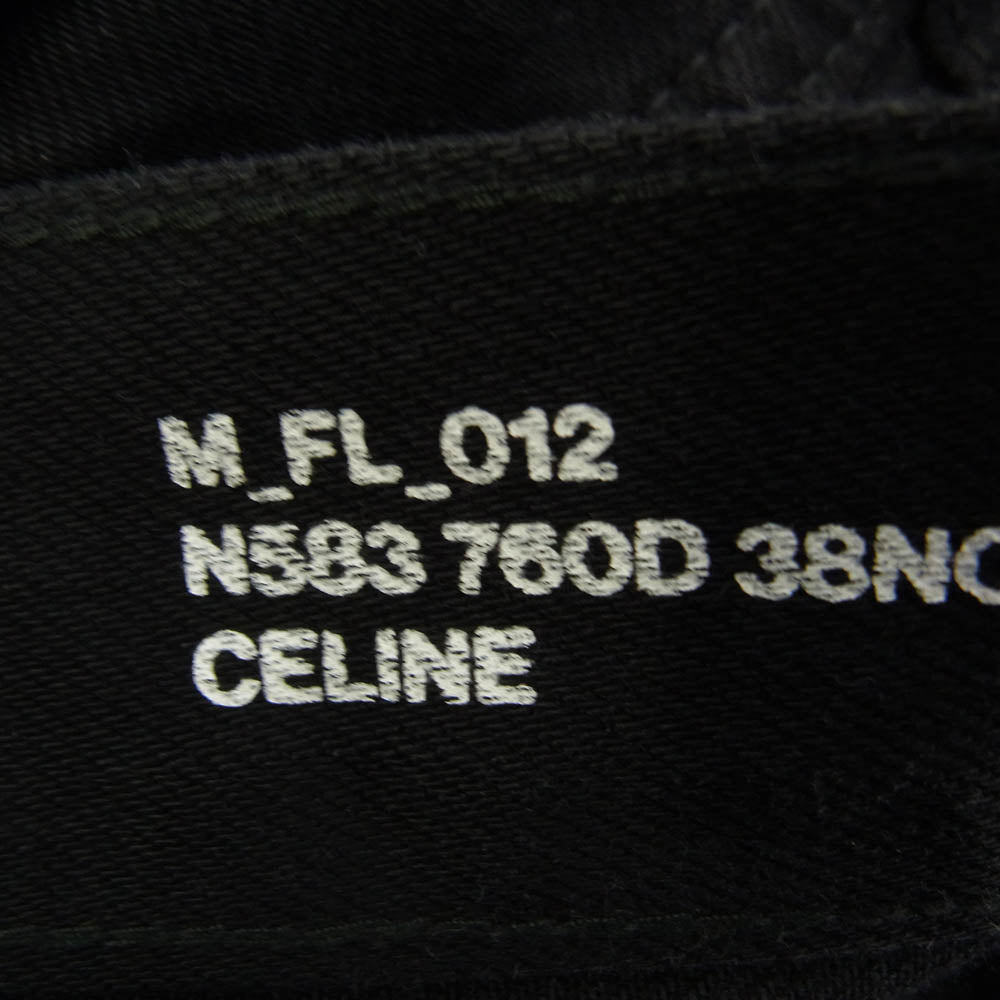 M_FL_012
N583 760D 38NO
CELINE